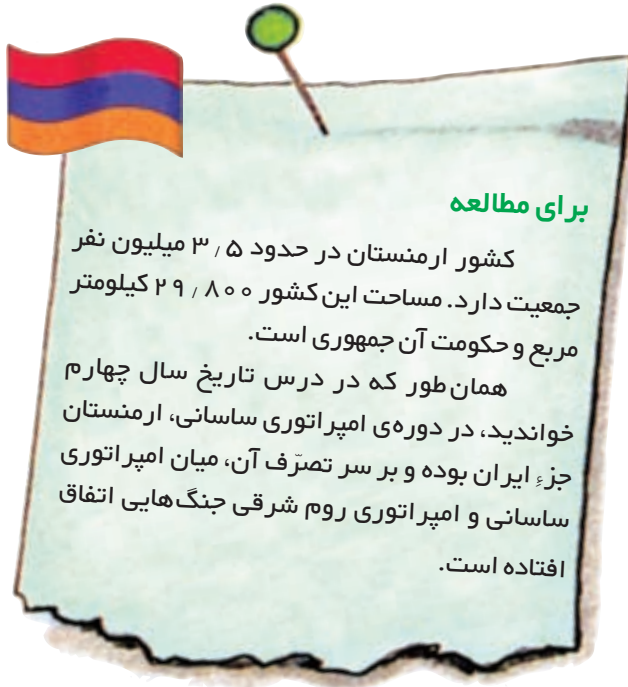 برای مطالعه
کشور ارمنستان در حدود ۳٫۵ میلیون نفر
جمعیت دارد. مساحت این کشور ۲۹٫۸۰۰ کیلومتر
مربع و حکومت آن جمهوری است.
همان‌طور که در درس تاریخ سال چهارم
خواندید، در دوره‌ی امپراتوری ساسانی، ارمنستان
جزءِ ایران بوده و بر سر تصرّف آن، میان امپراتوری
ساسانی و امپراتوری روم شرقی جنگ‌هایی اتفاق
افتاده است.